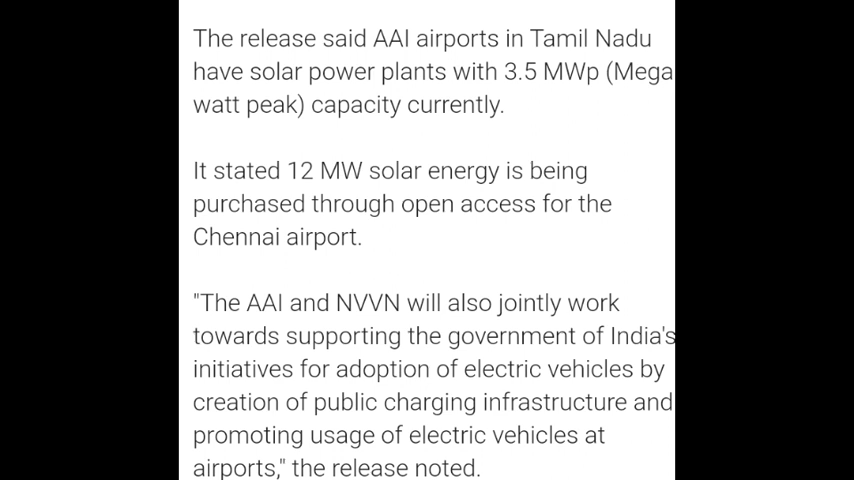 The release said AAI airports in Tamil Nadu
have solar power plants with 3.5 MWp (Mega
watt peak) capacity currently.
It stated 12 MW solar energy is being
purchased through open access for the
Chennai airport.
"The AAI and NVVN will also jointly work
towards supporting the government of India's
initiatives for adoption of electric vehicles by
creation of public charging infrastructure and
promoting usage of electric vehicles at
airports," the release noted.